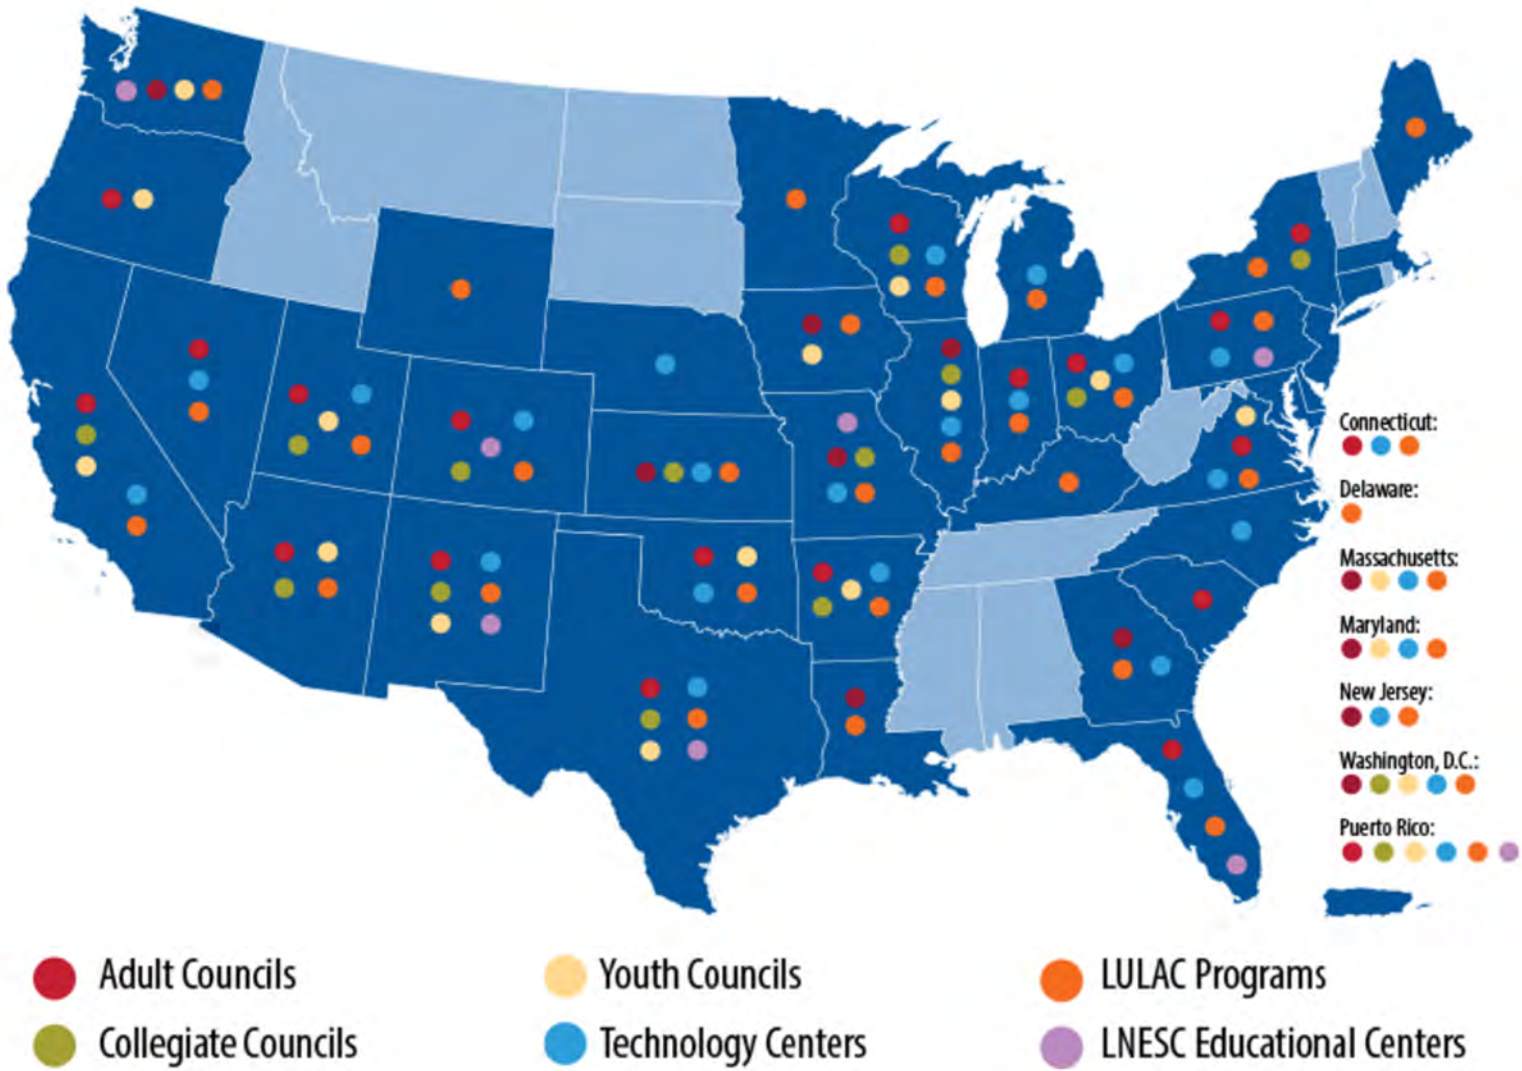 Connecticut:
Delaware:
Massachusetts:
Maryland:
New Jersey:
Washington, D.C.:
Puerto Rico:
Adult Councils
Youth Councils
LULAC Programs
Collegiate Councils
Technology Centers
LNESC Educational Centers